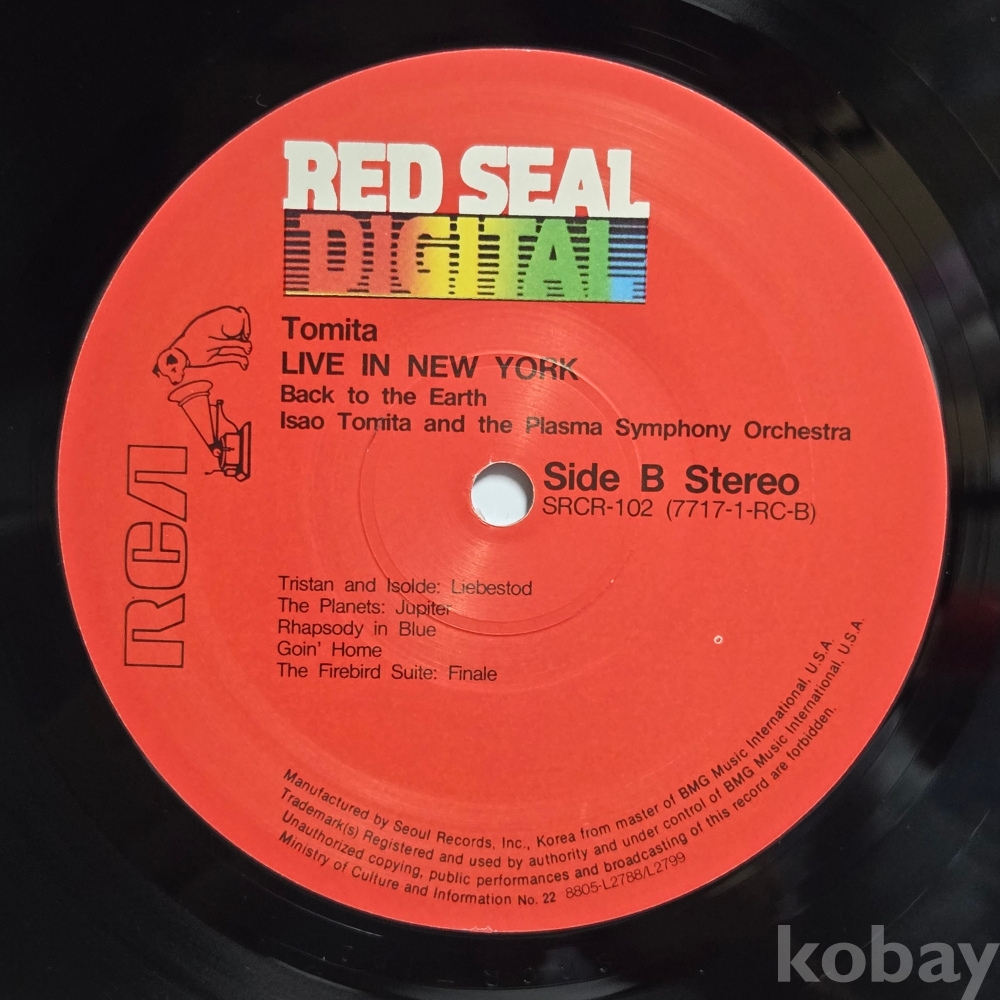 RED SEAL
DIGITAL
Tomita
LIVE IN NEW YORK
Back to the Earth
Isao Tomita and the Plasma Symphony Orchestra
Side B Stereo
SRCR-102 (7717-1-RC-B)
RCA
Tristan and Isolde: Liebestod
The Planets: Jupiter
Rhapsody in Blue
Goin' Home
The Firebird Suite: Finale
Manufactured by Seoul Records, Inc., Korea from master of BMG Music International, U.S.A.
Trademark(s) Registered and used by authority and under control of BMG Music International. U.S.A.
Unauthorized copying, public performances and broadcasting of this record are forbidden.
Ministry of Culture and Information No. 22 8805-L2788/L2799
kobay